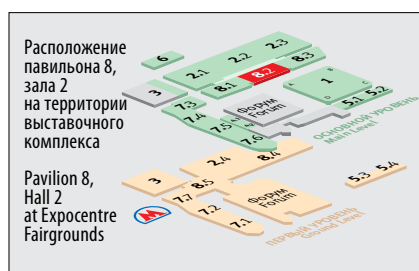 Расположение
павильона 8,
зала 2
на территории
выставочного
комплекса
Pavilion 8,
Hall 2
at Expocentre
Fairgrounds
6
2.1
2.2
2.3
8.1
8.2
8.3
3
7.3
7.4
7.5
7.6
Форум
Forum
1
5.1
5.2
ОСНОВНОЙ УРОВЕНЬ
Main Level
3
2.4
8.4
8.5
7.7
7.2
7.1
Форум
Forum
5.3
5.4
ПЕРВЫЙ УРОВЕНЬ
Ground Level